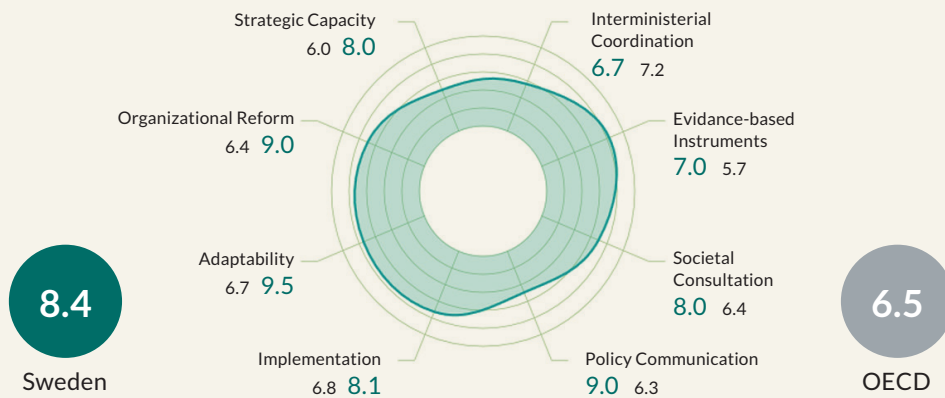 Strategic Capacity
6.0 8.0
Interministerial
Coordination
6.7 7.2
Organizational Reform
6.4 9.0
Evidance-based
Instruments
7.0 5.7
Adaptability
6.7 9.5
Societal
Consultation
8.0 6.4
Implementation
6.8 8.1
Policy Communication
9.0 6.3
8.4
Sweden
6.5
OECD